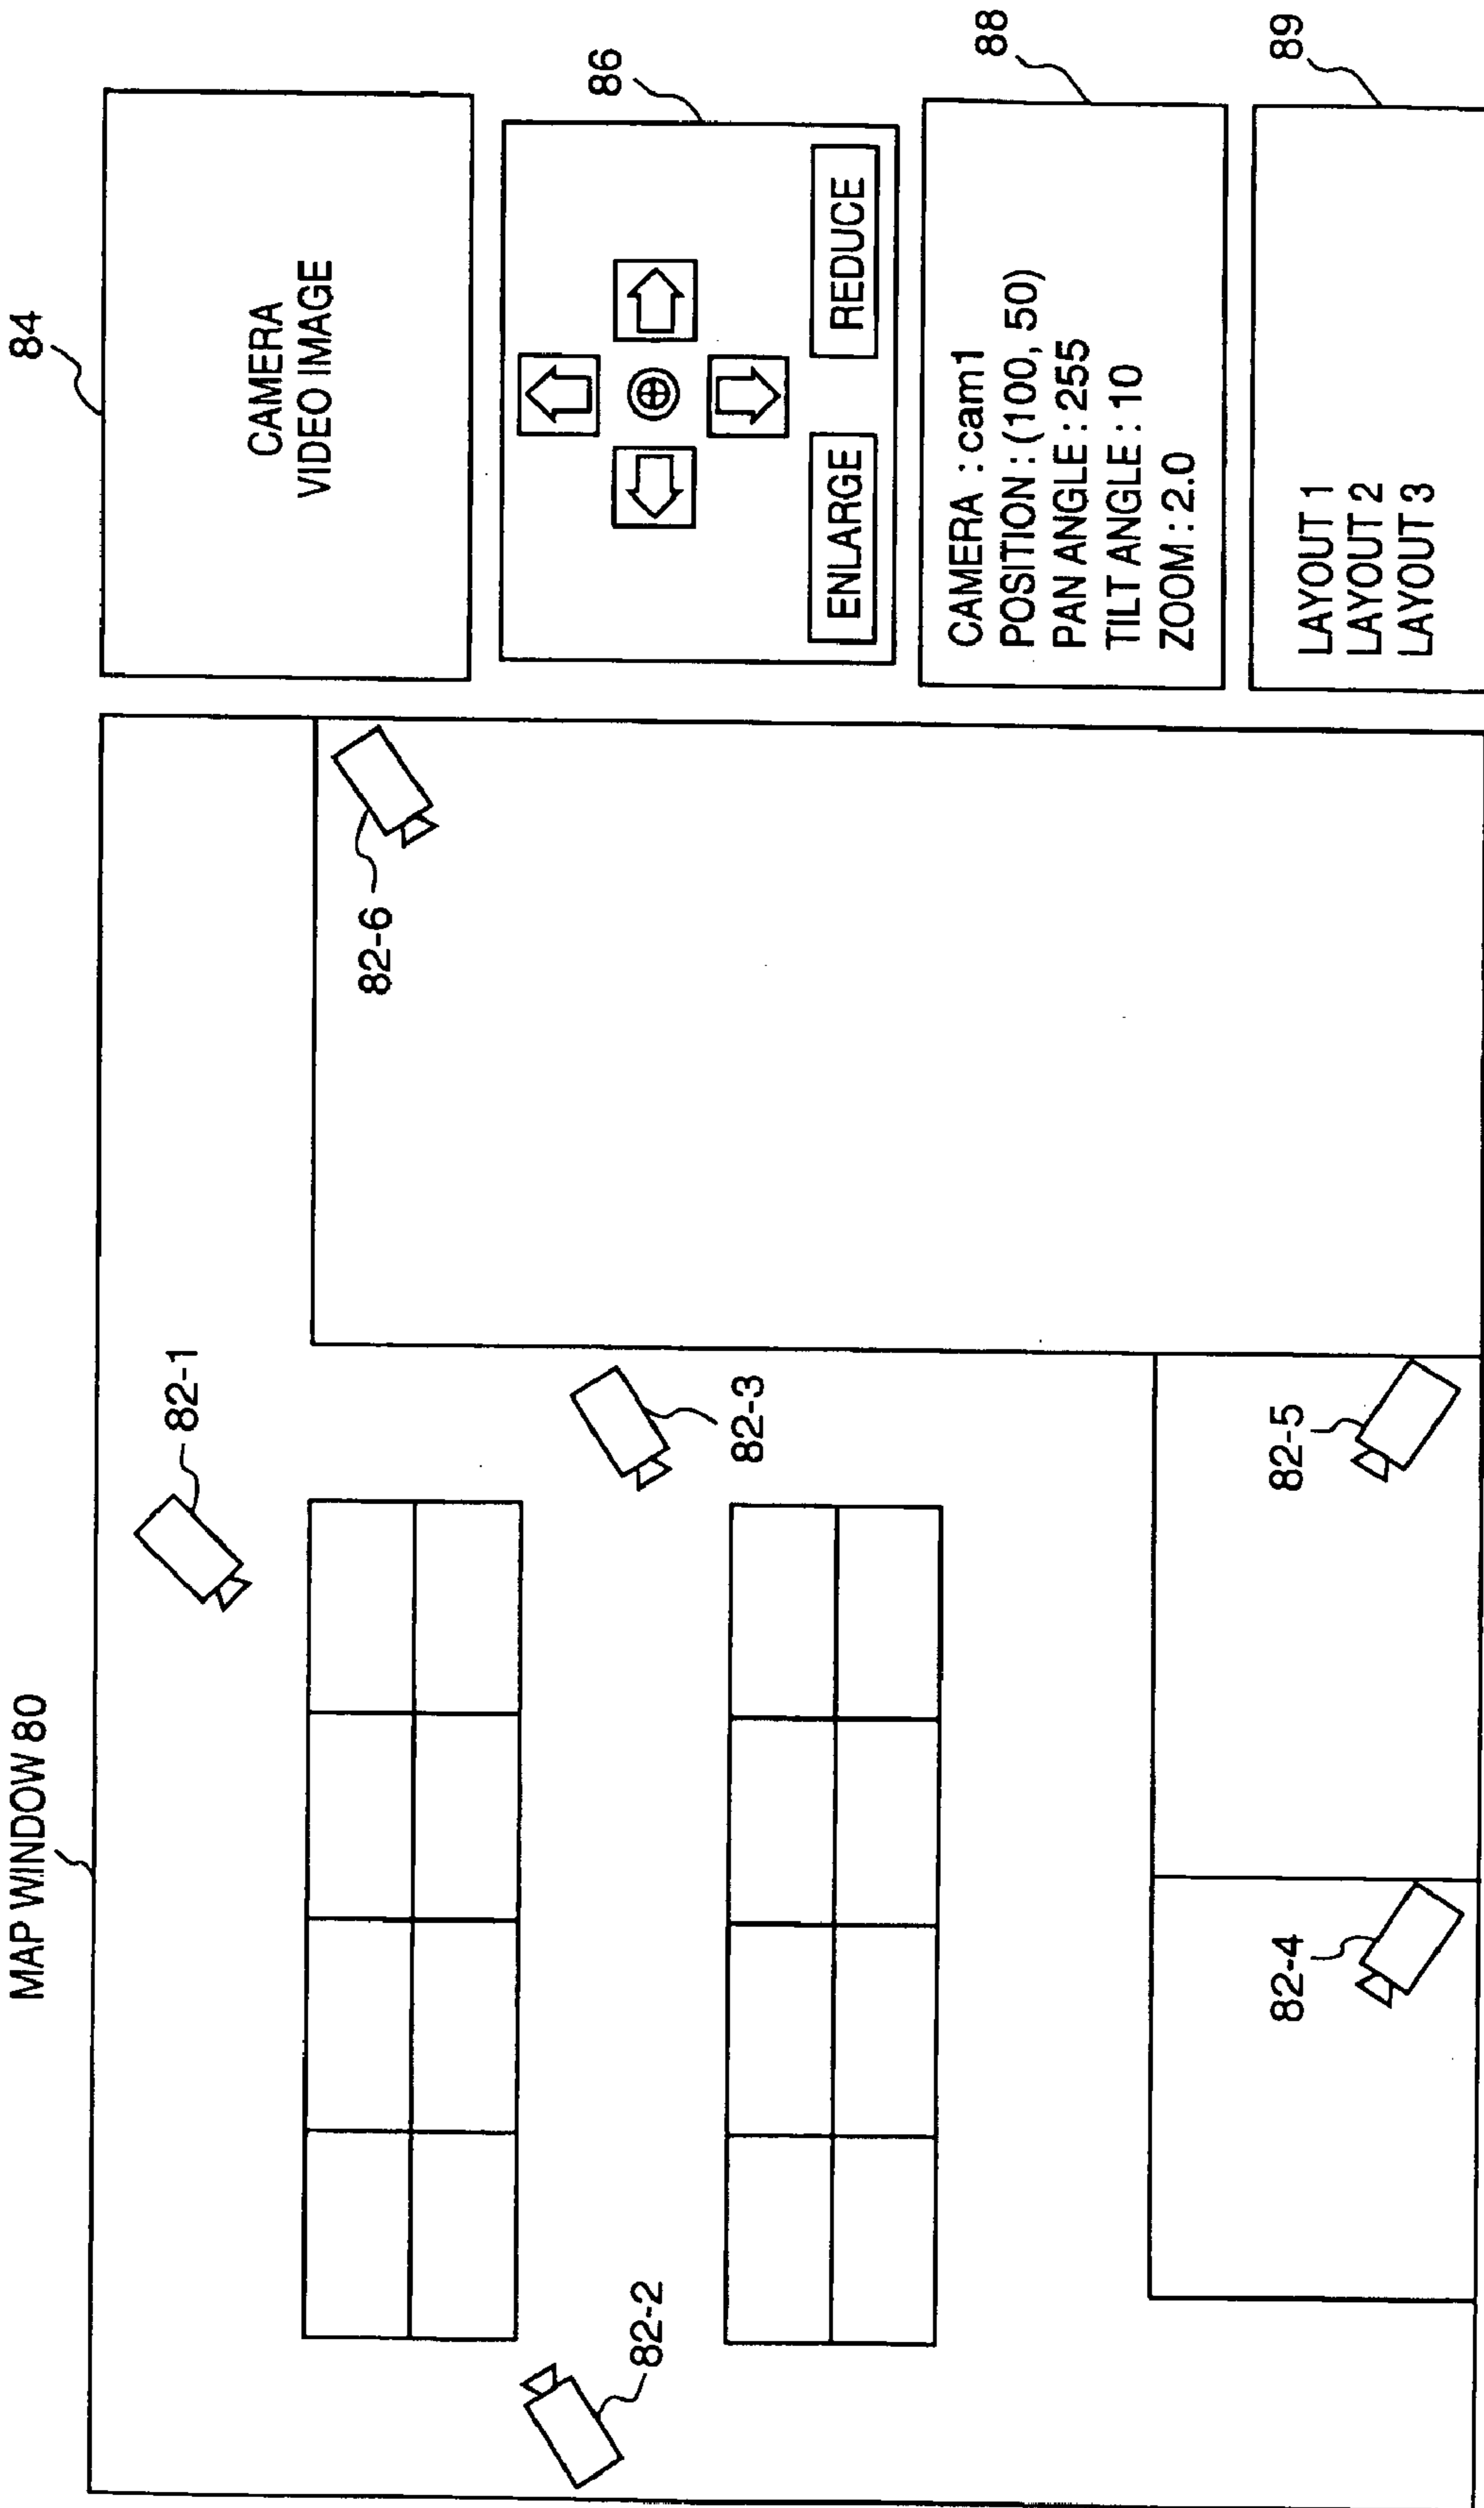 MAP WINDOW 80
84
CAMERA
VIDEO IMAGE
82-1
82-6
86
ENLARGE
REDUCE
82-2
82-3
88
CAMERA : cam1
POSITION : (100, 50)
PAN ANGLE : 255
TILT ANGLE : 10
ZOOM : 2.0
82-4
82-5
89
LAYOUT 1
LAYOUT 2
LAYOUT 3